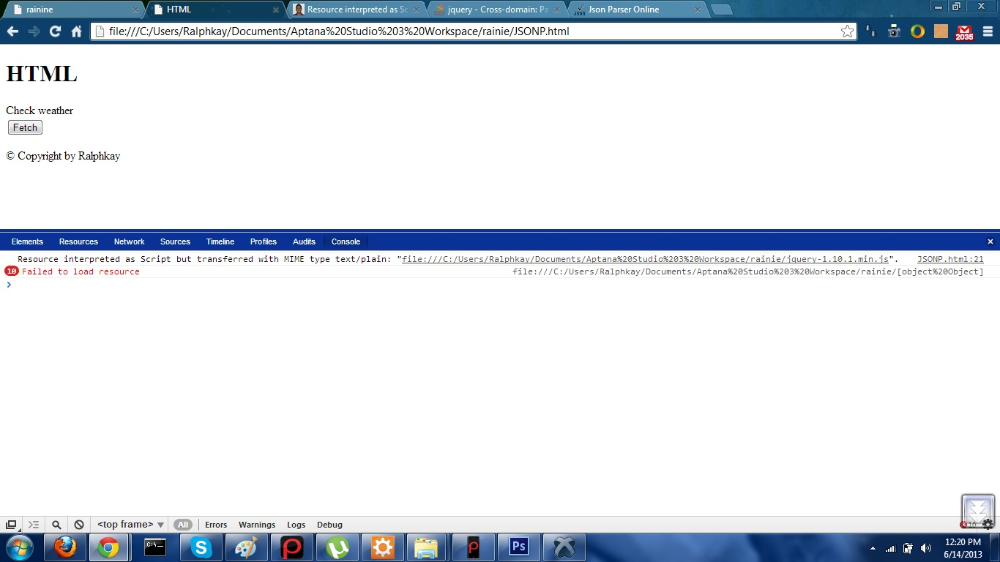 rainine
HTML
Resource interpreted as Sc
jquery - Cross-domain: Pa
Json Parser Online
file:///C:/Users/Ralphkay/Documents/Aptana%20Studio%203%20Workspace/rainie/JSONP.html
2035
HTML
Check weather
Fetch
© Copyright by Ralphkay
Elements Resources Network Sources Timeline Profiles Audits Console
Resource interpreted as Script but transferred with MIME type text/plain: "file:///C:/Users/Ralphkay/Documents/Aptana%20Studio%203%20Workspace/rainie/jquery-1.10.1.min.js". JSONP.html:21
10 Failed to load resource file:///C:/Users/Ralphkay/Documents/Aptana%20Studio%203%20Workspace/rainie/[object%20Object]
<top frame> All Errors Warnings Logs Debug
10
12:20 PM
6/14/2013